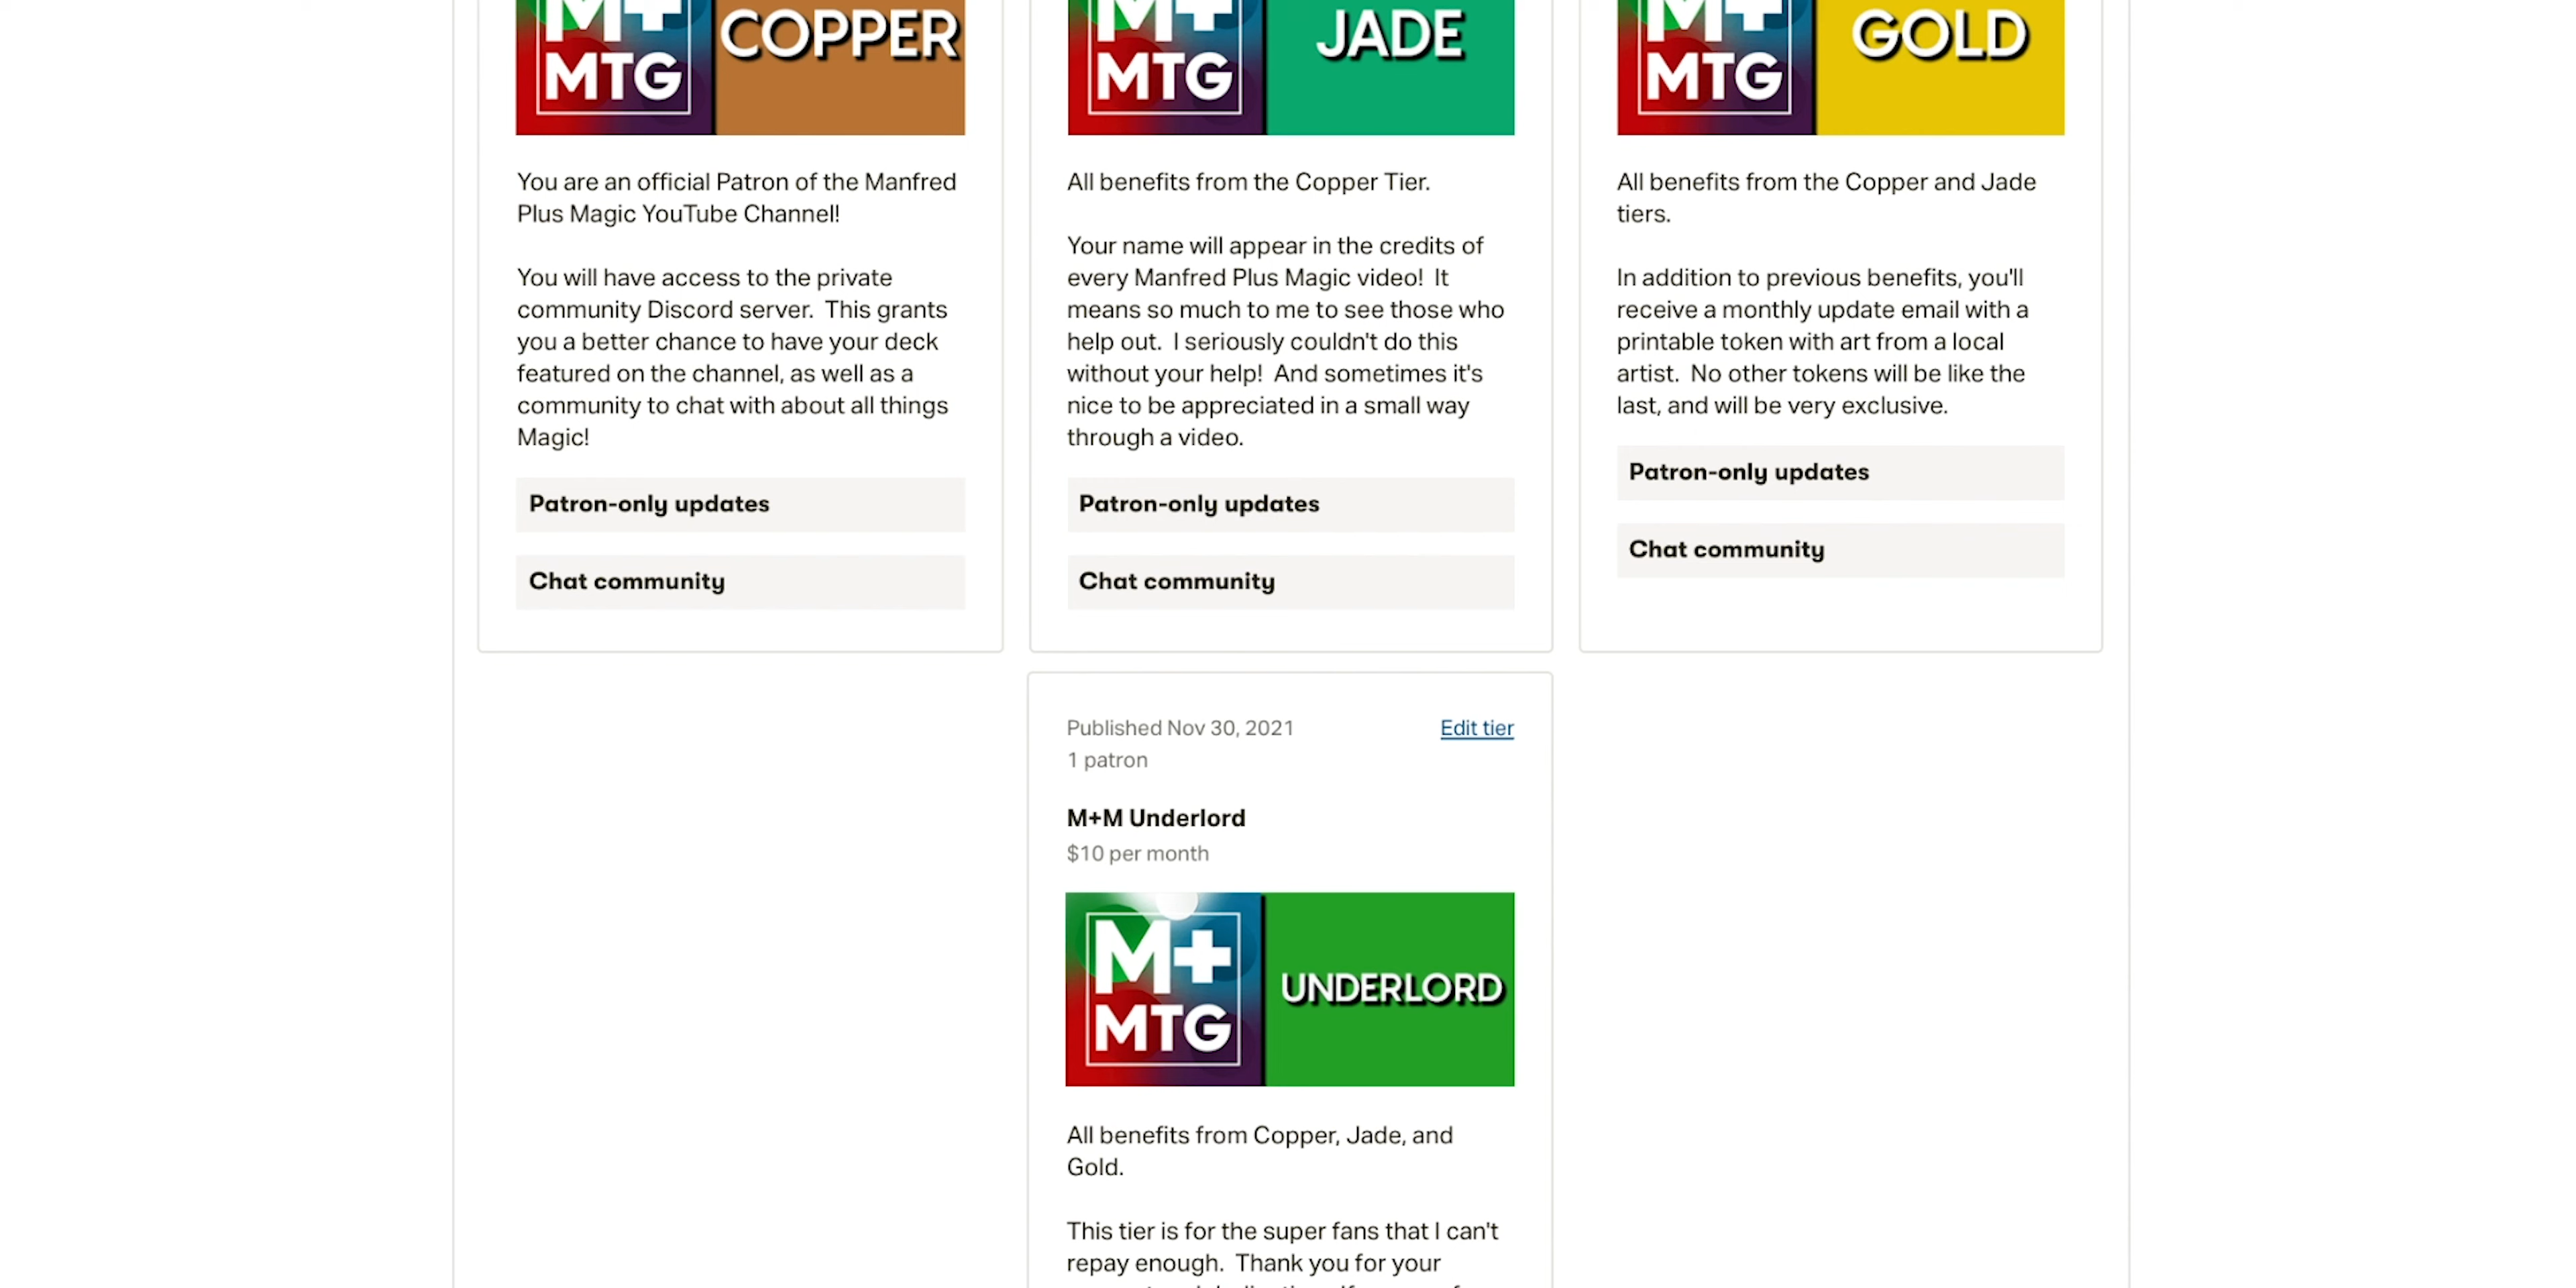 M+
MTG
COPPER
You are an official Patron of the Manfred
Plus Magic YouTube Channel!
You will have access to the private
community Discord server.  This grants
you a better chance to have your deck
featured on the channel, as well as a
community to chat with about all things
Magic!
Patron-only updates
Chat community
M+
MTG
JADE
All benefits from the Copper Tier.
Your name will appear in the credits of
every Manfred Plus Magic video!  It
means so much to me to see those who
help out.  I seriously couldn't do this
without your help!  And sometimes it's
nice to be appreciated in a small way
through a video.
Patron-only updates
Chat community
M+
MTG
GOLD
All benefits from the Copper and Jade
tiers.
In addition to previous benefits, you'll
receive a monthly update email with a
printable token with art from a local
artist.  No other tokens will be like the
last, and will be very exclusive.
Patron-only updates
Chat community
Published Nov 30, 2021
Edit tier
1 patron
M+M Underlord
$10 per month
M+
MTG
UNDERLORD
All benefits from Copper, Jade, and
Gold.
This tier is for the super fans that I can't
repay enough.  Thank you for your